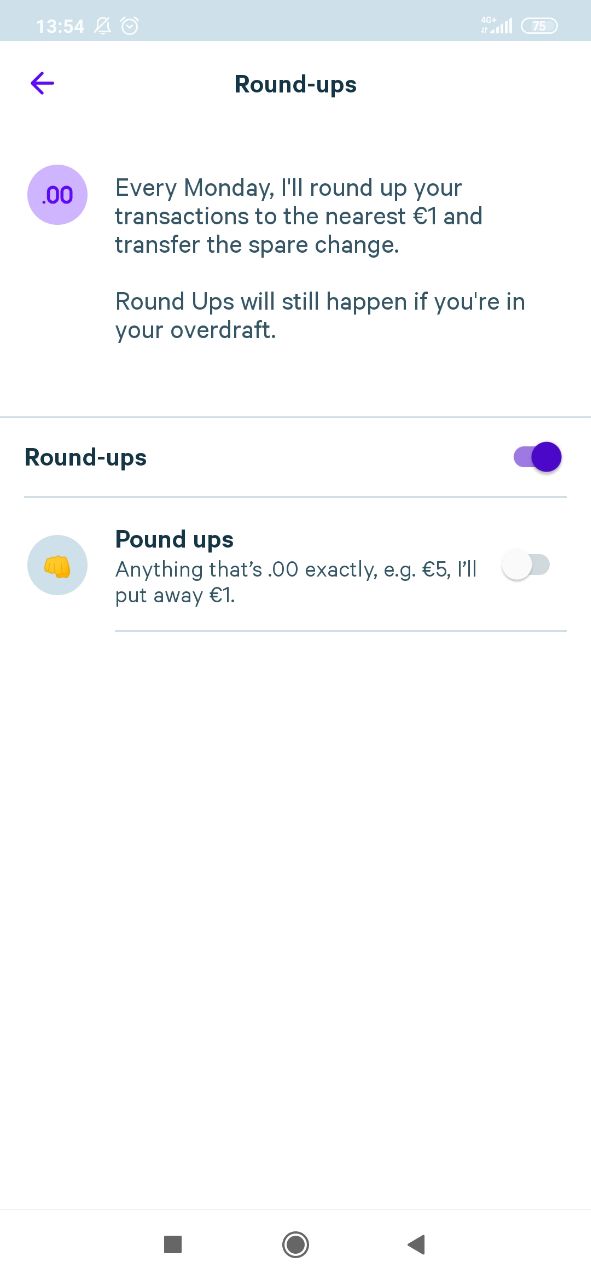 13:54
4G+
75
Round-ups
.00
Every Monday, I'll round up your
transactions to the nearest €1 and
transfer the spare change.
Round Ups will still happen if you're in
your overdraft.
Round-ups
Pound ups
Anything that’s .00 exactly, e.g. €5, I’ll
put away €1.